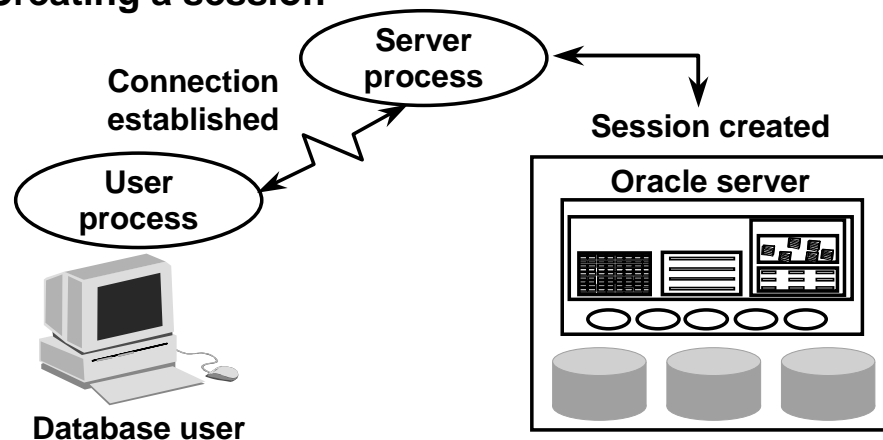 Creating a session
Server
process
Connection
established
Session created
User
process
Oracle server
Database user